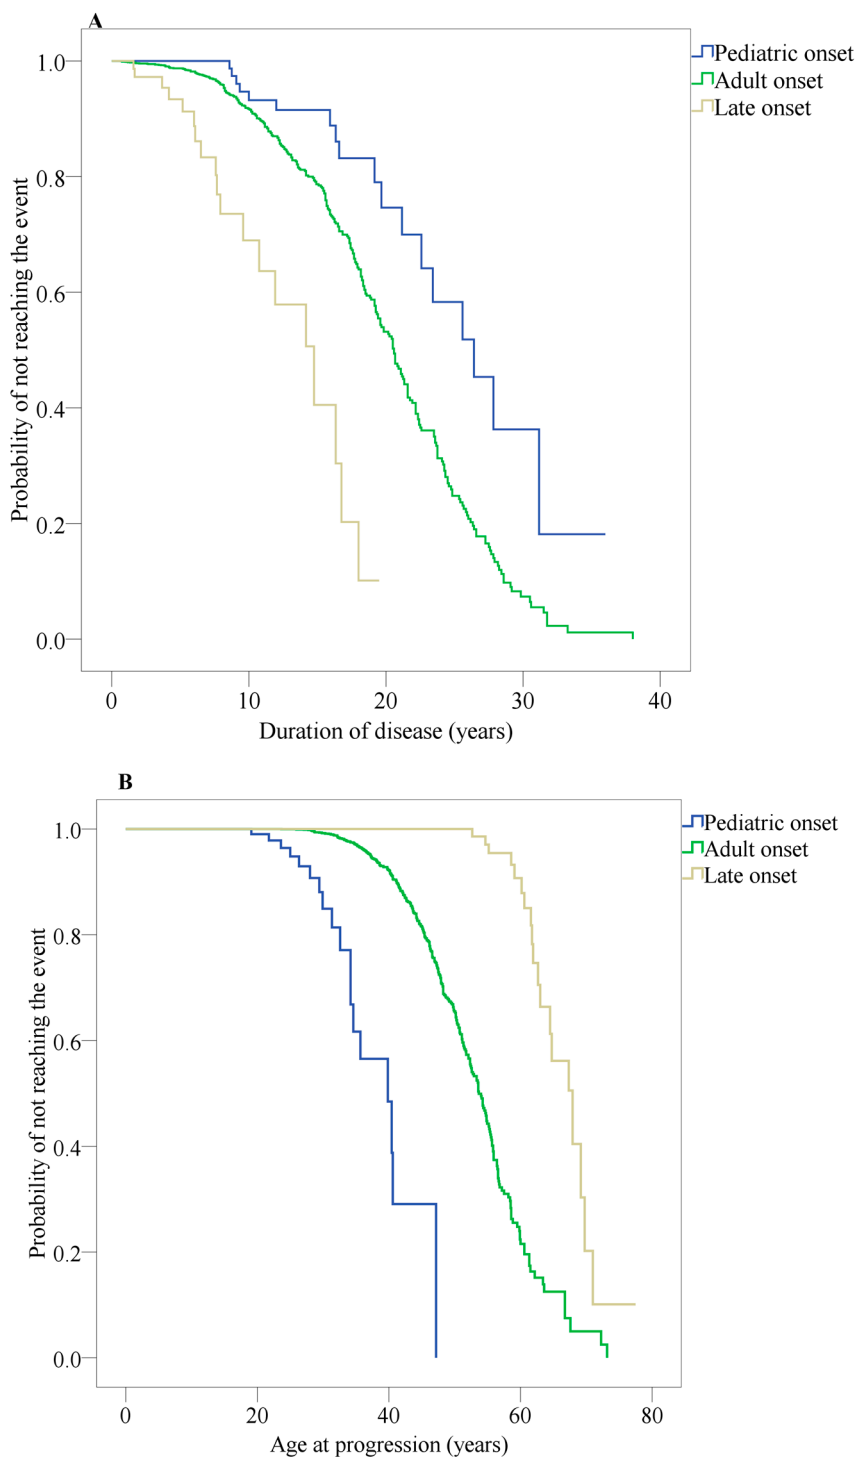 A
Pediatric onset
Adult onset
Late onset
Probability of not reaching the event
1.0
0.8
0.6
0.4
0.2
0.0
0 10 20 30 40
Duration of disease (years)
B
Pediatric onset
Adult onset
Late onset
Probability of not reaching the event
1.0
0.8
0.6
0.4
0.2
0.0
0 20 40 60 80
Age at progression (years)